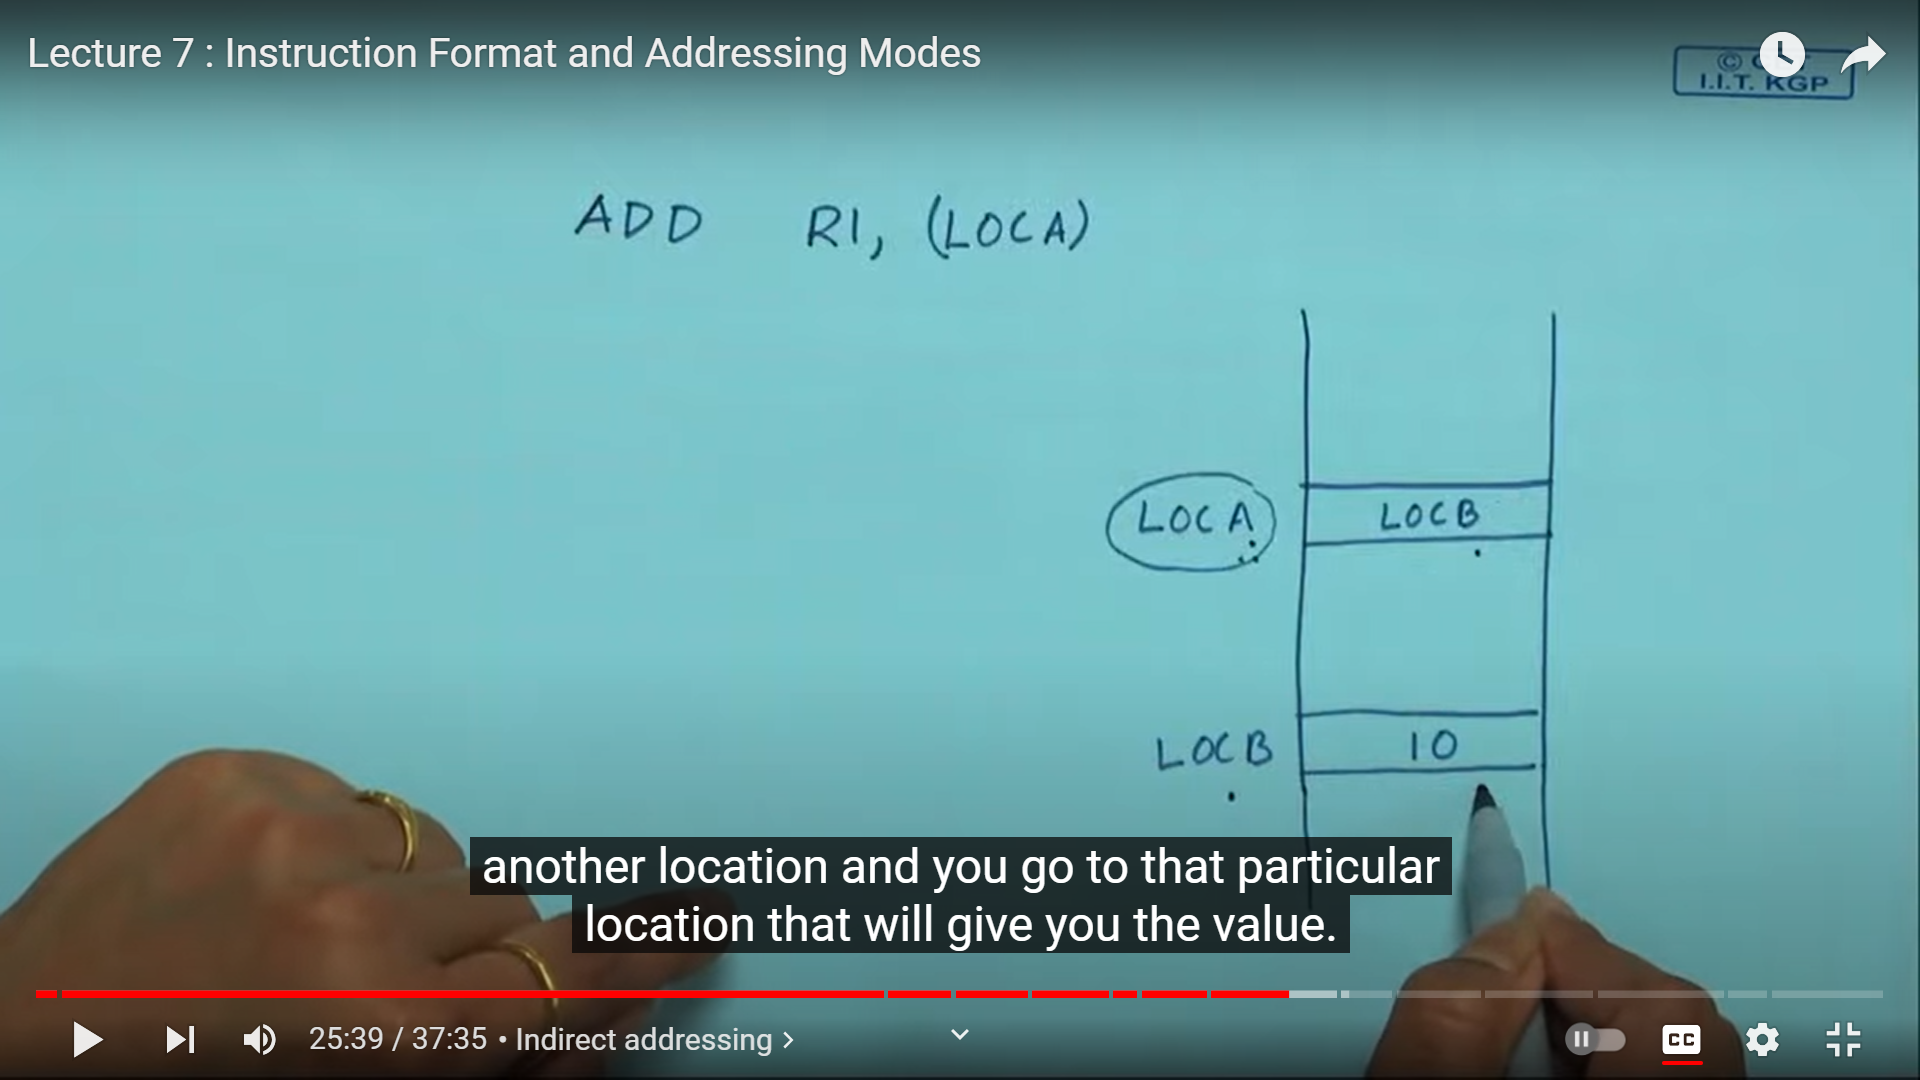 Lecture 7 : Instruction Format and Addressing Modes
I.I.T. KGP
ADD R1, (LOCA)
LOCA LOCB
LOCB 10
another location and you go to that particular
location that will give you the value.
25:39 / 37:35 • Indirect addressing >
CC